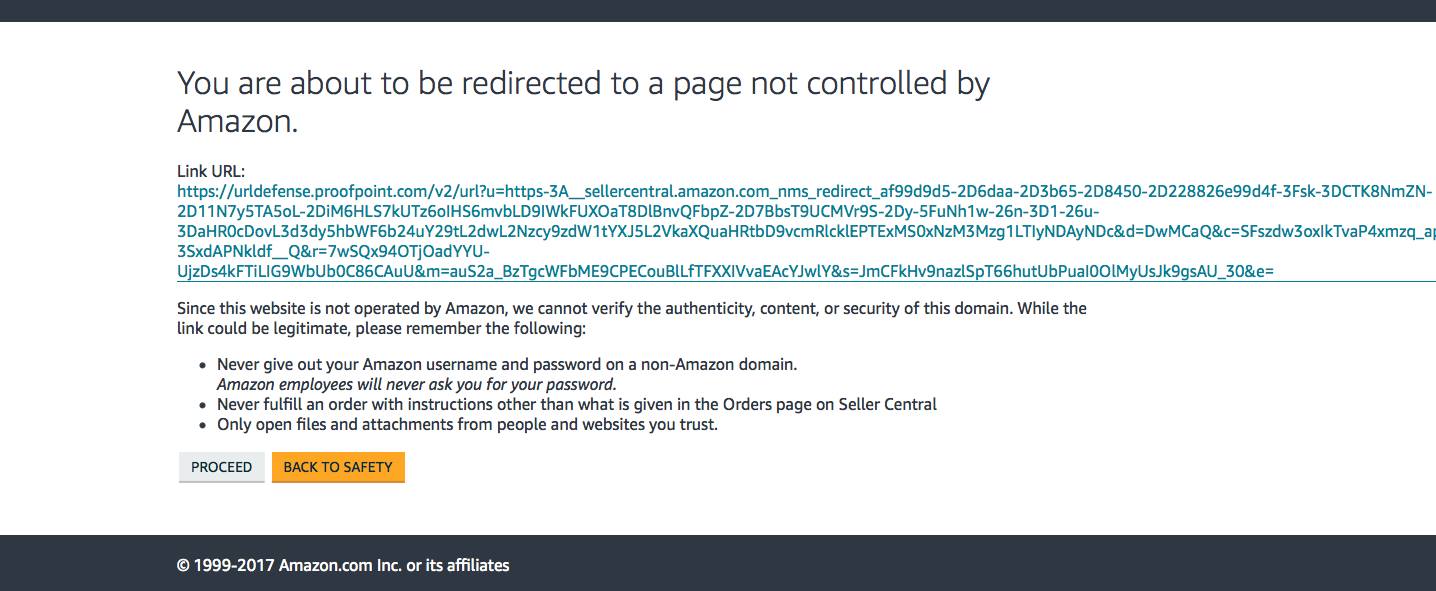 You are about to be redirected to a page not controlled by
Amazon.
Link URL:
https://urldefense.proofpoint.com/v2/url?u=https-3A__sellercentral.amazon.com_nms_redirect_af99d9d5-2D6daa-2D3b65-2D8450-2D228826e99d4f-3Fsk-3DCTK8NmZN-
2D11N7y5TA5oL-2DiM6HLS7kUTz6oIHS6mvbLD9IWkFUXOaT8DlBnvQFbpZ-2D7BbsT9UCMVr9S-2Dy-5FuNh1w-26n-3D1-26u-
3DaHR0cDovL3d3dy5hbWF6b24uY29tL2dwL2Nzcy9zdW1tYXJ5L2VkaXQuaHRtbD9vcmRlcklEPTExMS0xNzM3Mzg1LTIyNDAyNDc&d=DwMCaQ&c=SFszdw3oxIkTvaP4xmzq_ap
3SxdAPNkldf__Q&r=7wSQx94OTjOadYYU-
UjzDs4kFTiLIG9WbUb0C86CAuU&m=auS2a_BzTgcWFbME9CPECouBlLfTFXXIVvaEAcYJwlY&s=JmCFkHv9nazlSpT66hutUbPuaI0OlMyUsJk9gsAU_30&e=
Since this website is not operated by Amazon, we cannot verify the authenticity, content, or security of this domain. While the
link could be legitimate, please remember the following:
• Never give out your Amazon username and password on a non-Amazon domain.
Amazon employees will never ask you for your password.
• Never fulfill an order with instructions other than what is given in the Orders page on Seller Central
• Only open files and attachments from people and websites you trust.
PROCEED BACK TO SAFETY
© 1999-2017 Amazon.com Inc. or its affiliates